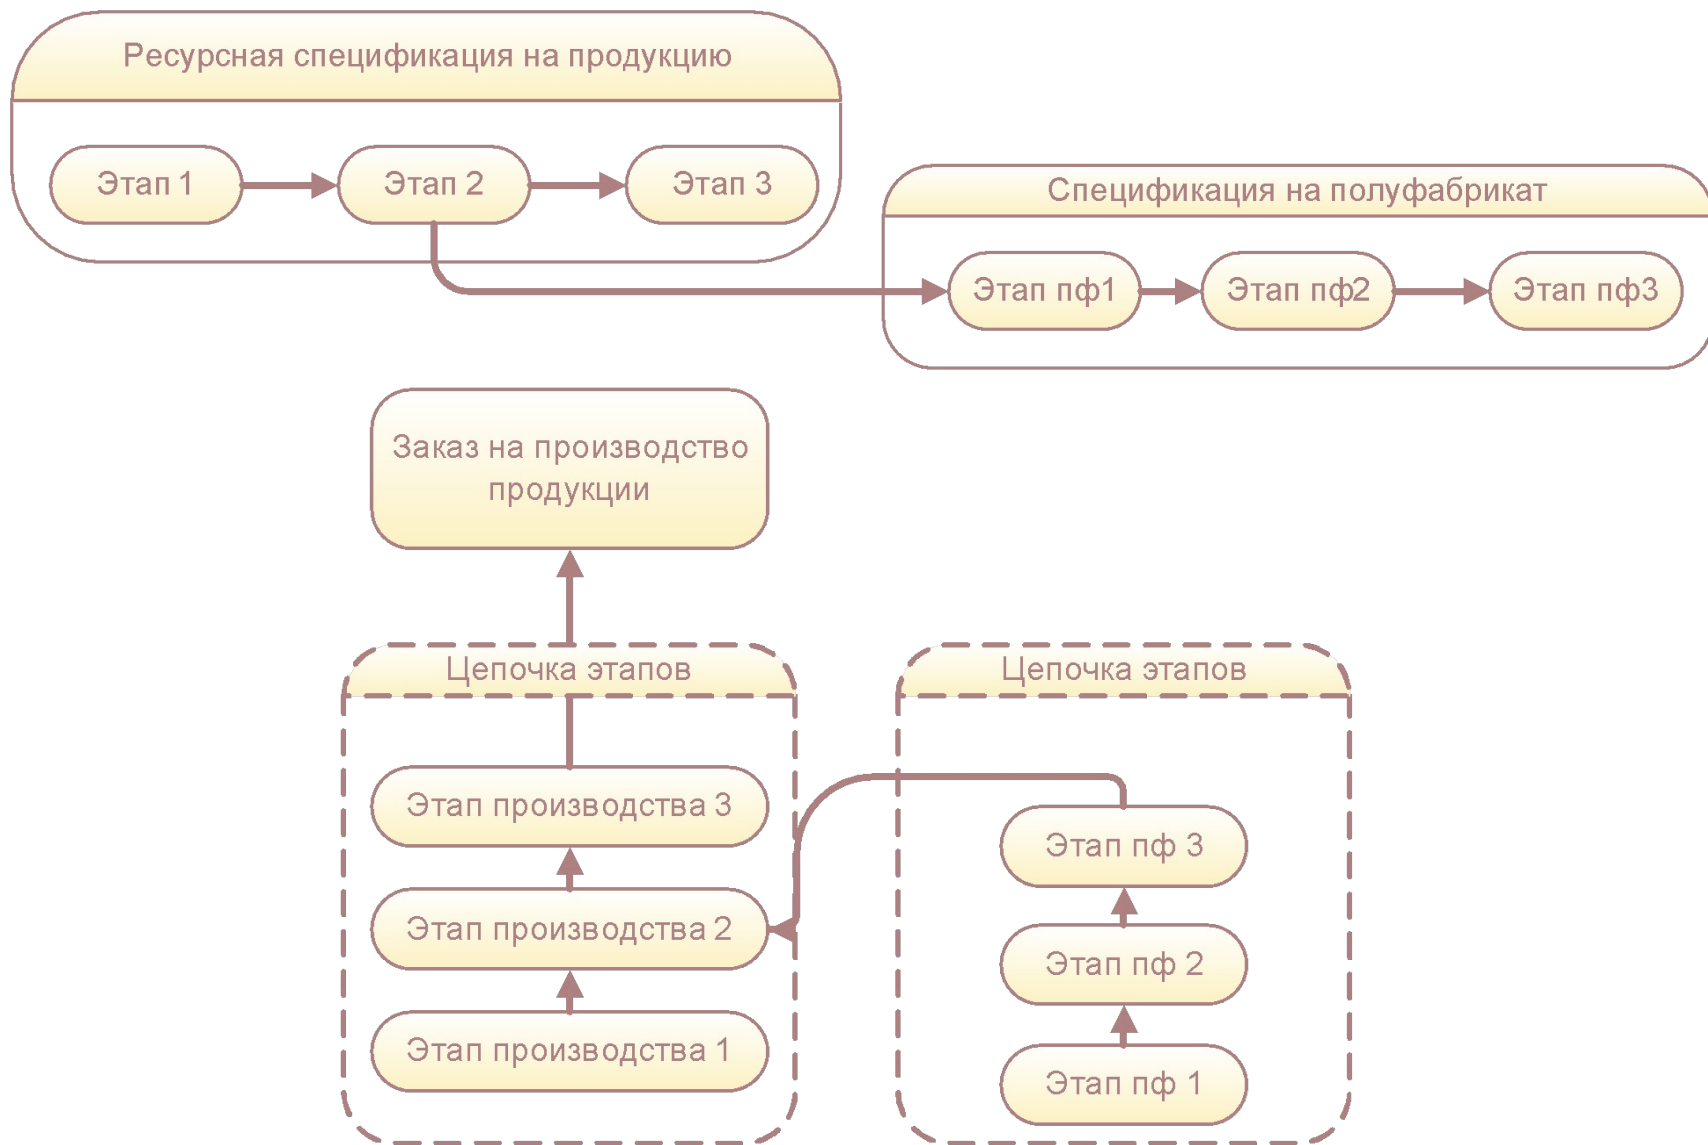 Ресурсная спецификация на продукцию
Этап 1
Этап 2
Этап 3
Спецификация на полуфабрикат
Этап пф1
Этап пф2
Этап пф3
Заказ на производство
продукции
Цепочка этапов
Этап производства 3
Этап производства 2
Этап производства 1
Цепочка этапов
Этап пф 3
Этап пф 2
Этап пф 1